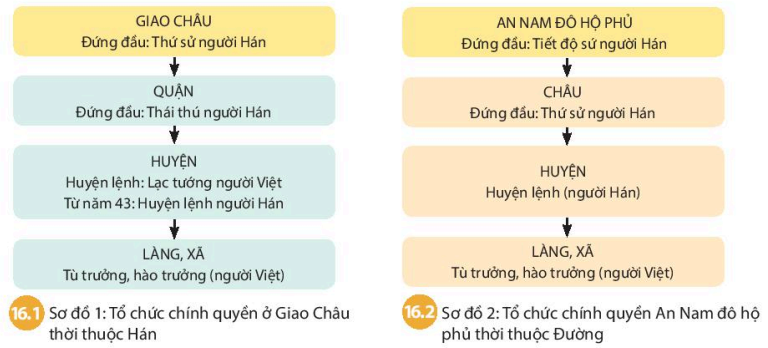 GIAO CHÂU
Đứng đầu: Thứ sử người Hán
QUẬN
Đứng đầu: Thái thú người Hán
HUYỆN
Huyện lệnh: Lạc tướng người Việt
Từ năm 43: Huyện lệnh người Hán
LÀNG, XÃ
Tù trưởng, hào trưởng (người Việt)
16.1 Sơ đồ 1: Tổ chức chính quyền ở Giao Châu
thời thuộc Hán
AN NAM ĐÔ HỘ PHỦ
Đứng đầu: Tiết độ sứ người Hán
CHÂU
Đứng đầu: Thứ sử người Hán
HUYỆN
Huyện lệnh (người Hán)
LÀNG, XÃ
Tù trưởng, hào trưởng (người Việt)
16.2 Sơ đồ 2: Tổ chức chính quyền An Nam đô hộ
phủ thời thuộc Đường